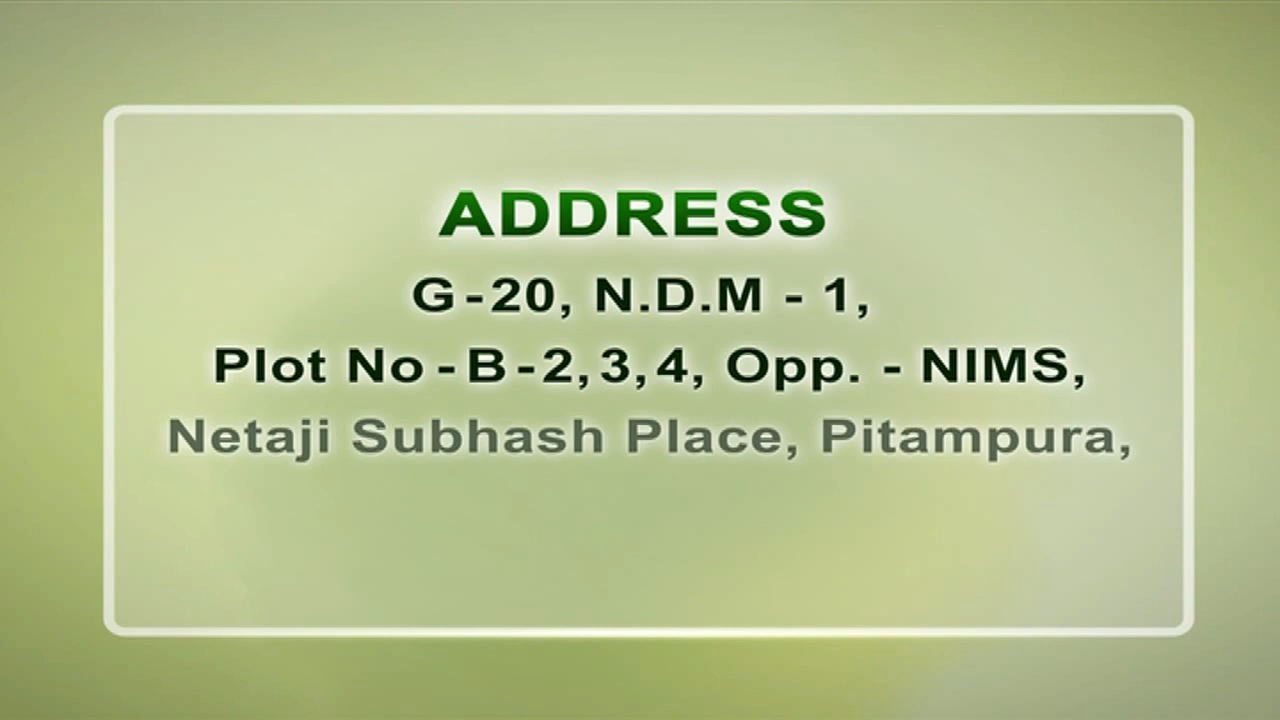 ADDRESS
G-20, N.D.M - 1,
Plot No-B-2,3,4, Opp. - NIMS,
Netaji Subhash Place, Pitampura,